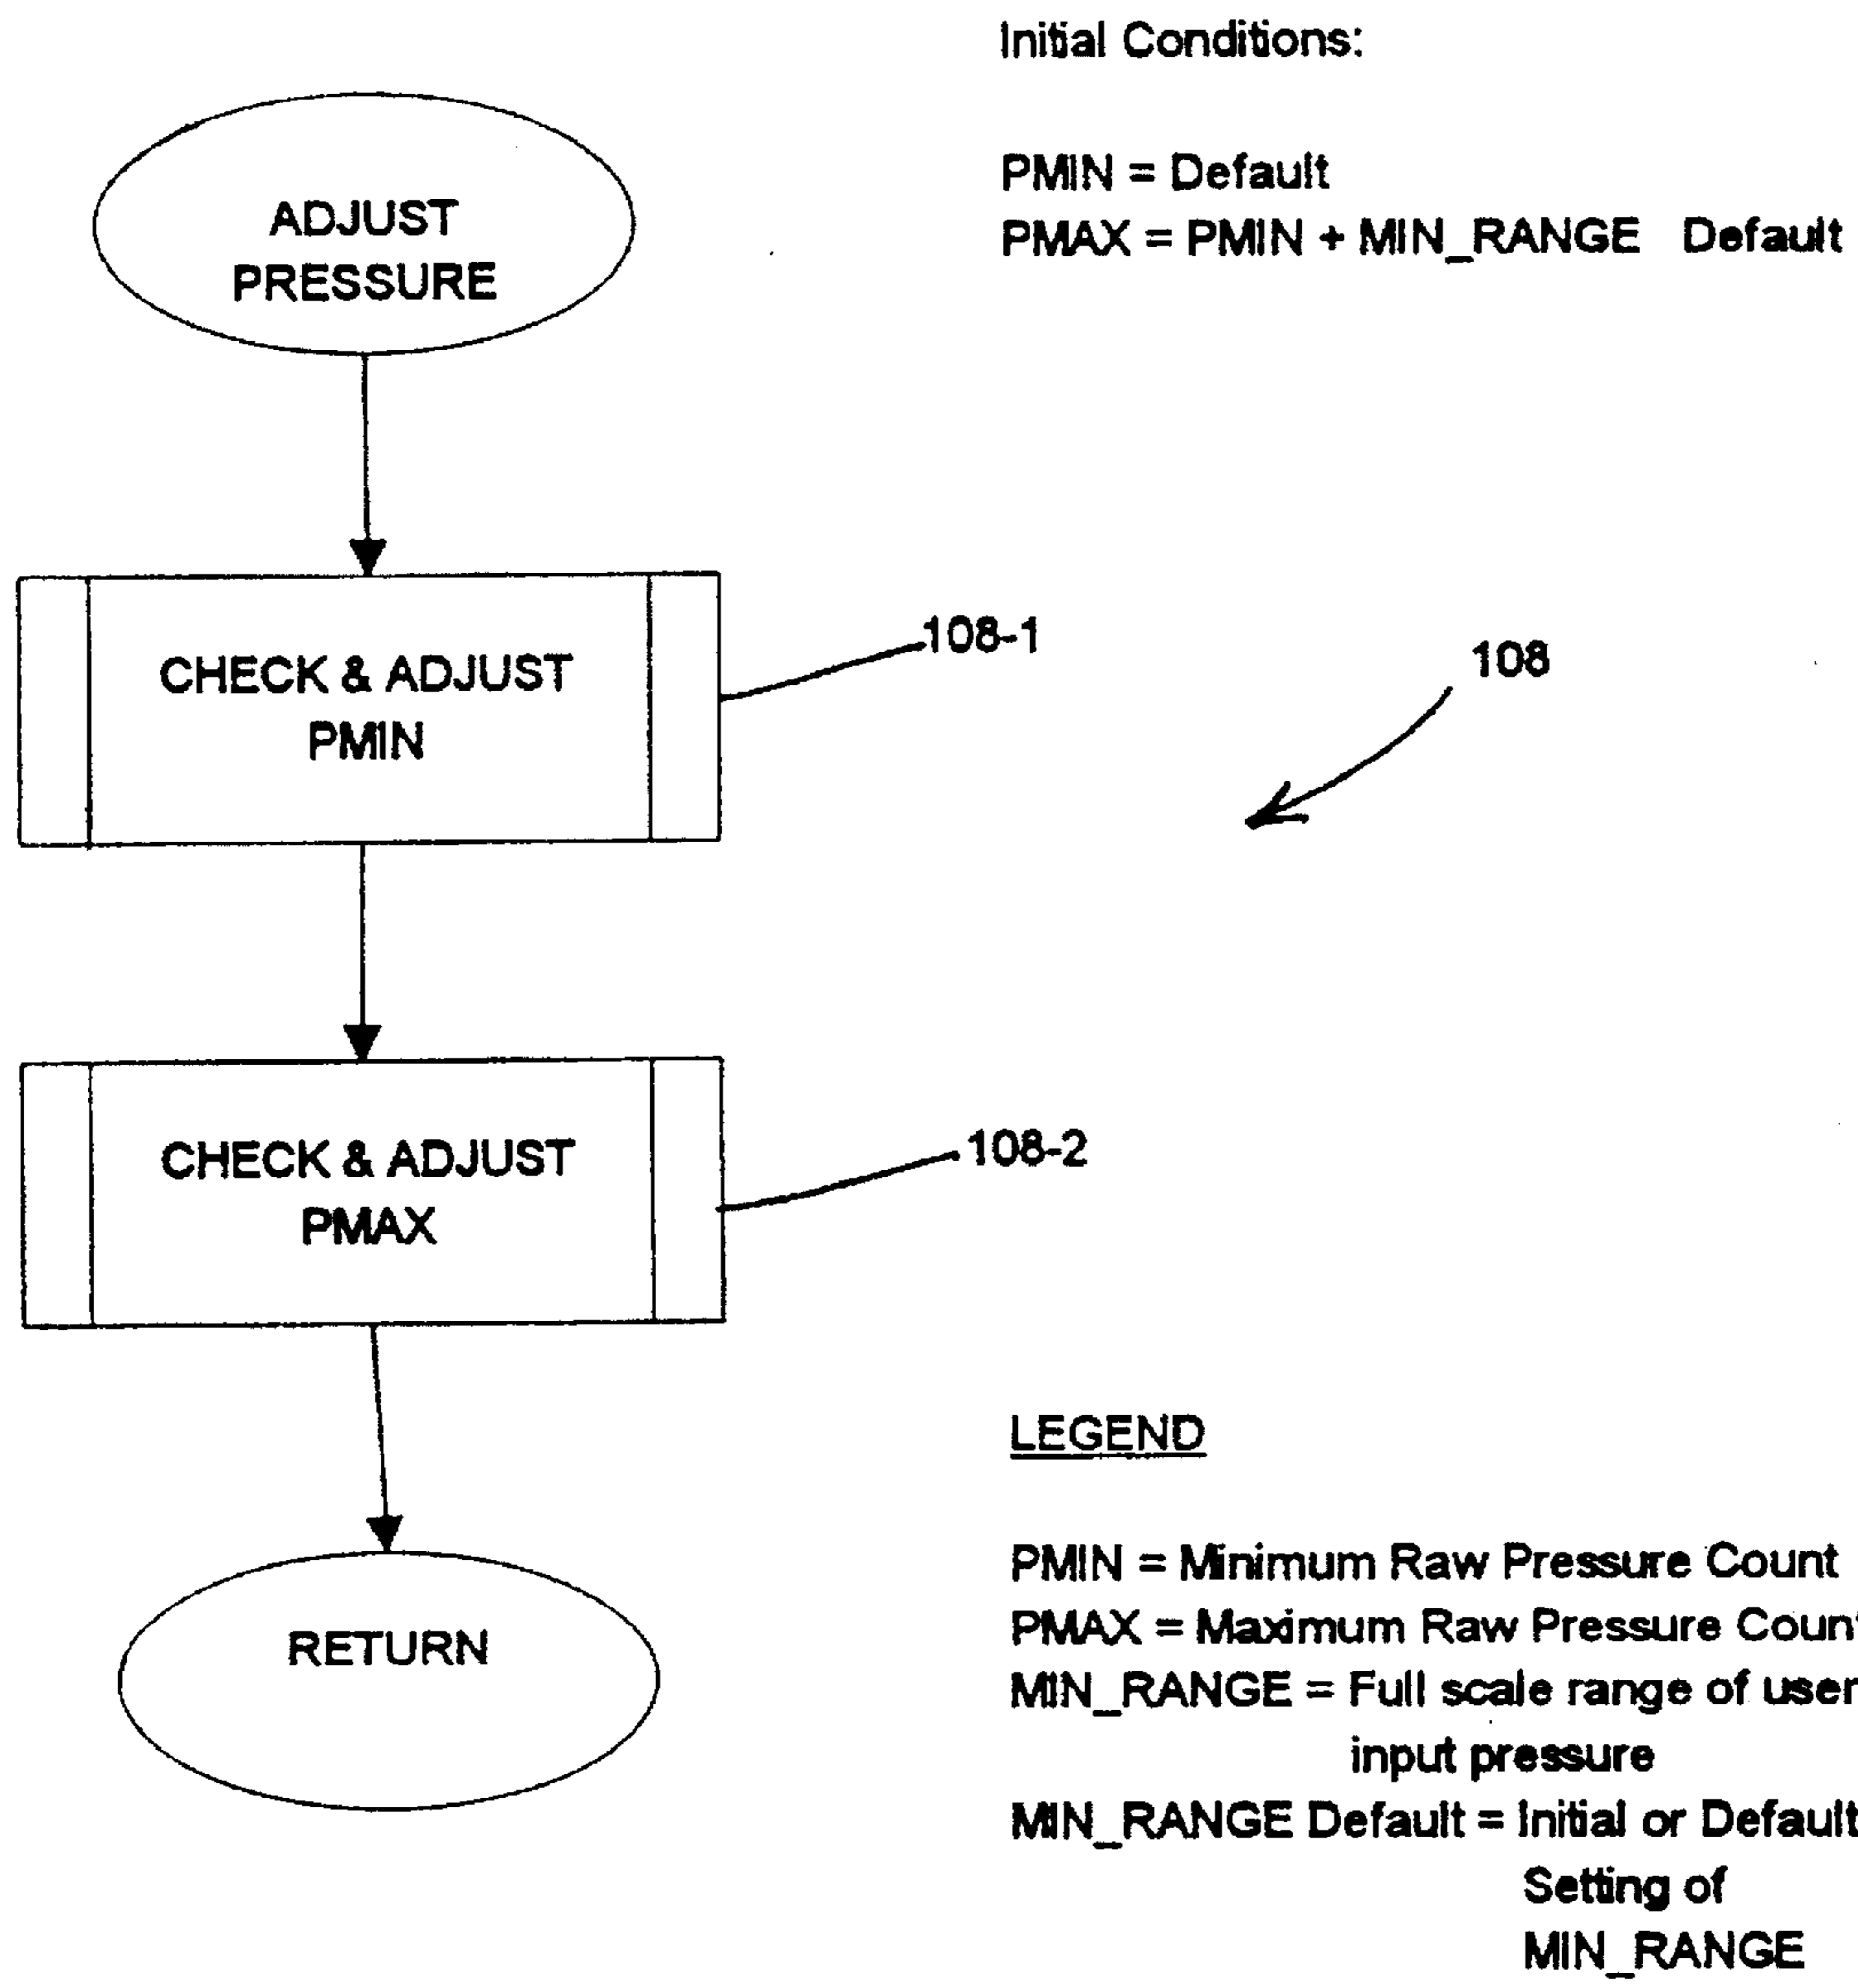 Initial Conditions:
PMIN = Default
PMAX = PMIN + MIN_RANGE Default
ADJUST
PRESSURE
CHECK & ADJUST
PMIN
108-1
108
CHECK & ADJUST
PMAX
108-2
RETURN
LEGEND
PMIN = Minimum Raw Pressure Count
PMAX = Maximum Raw Pressure Count
MIN_RANGE = Full scale range of user
input pressure
MIN_RANGE Default = Initial or Default
Setting of
MIN_RANGE